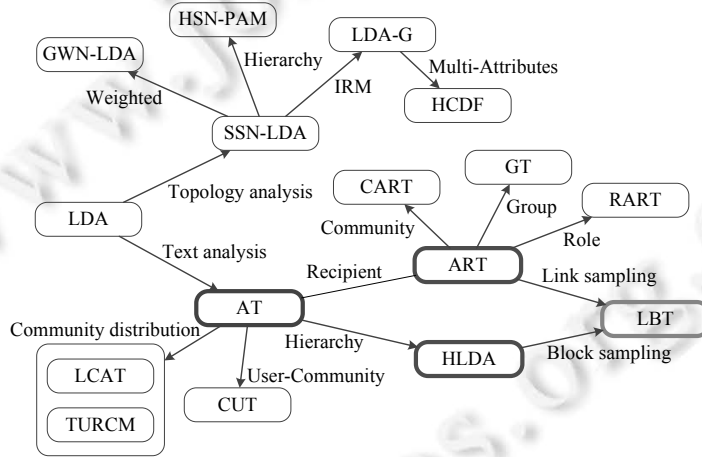 HSN-PAM
LDA-G
GWN-LDA
Hierarchy
Multi-Attributes
Weighted
IRM
HCDF
SSN-LDA
GT
CART
RART
Topology analysis
LDA
Group
Community
Role
Text analysis
ART
Recipient
Link sampling
AT
LBT
Community distribution
Hierarchy
HLDA
Block sampling
LCAT
User-Community
CUT
TURCM